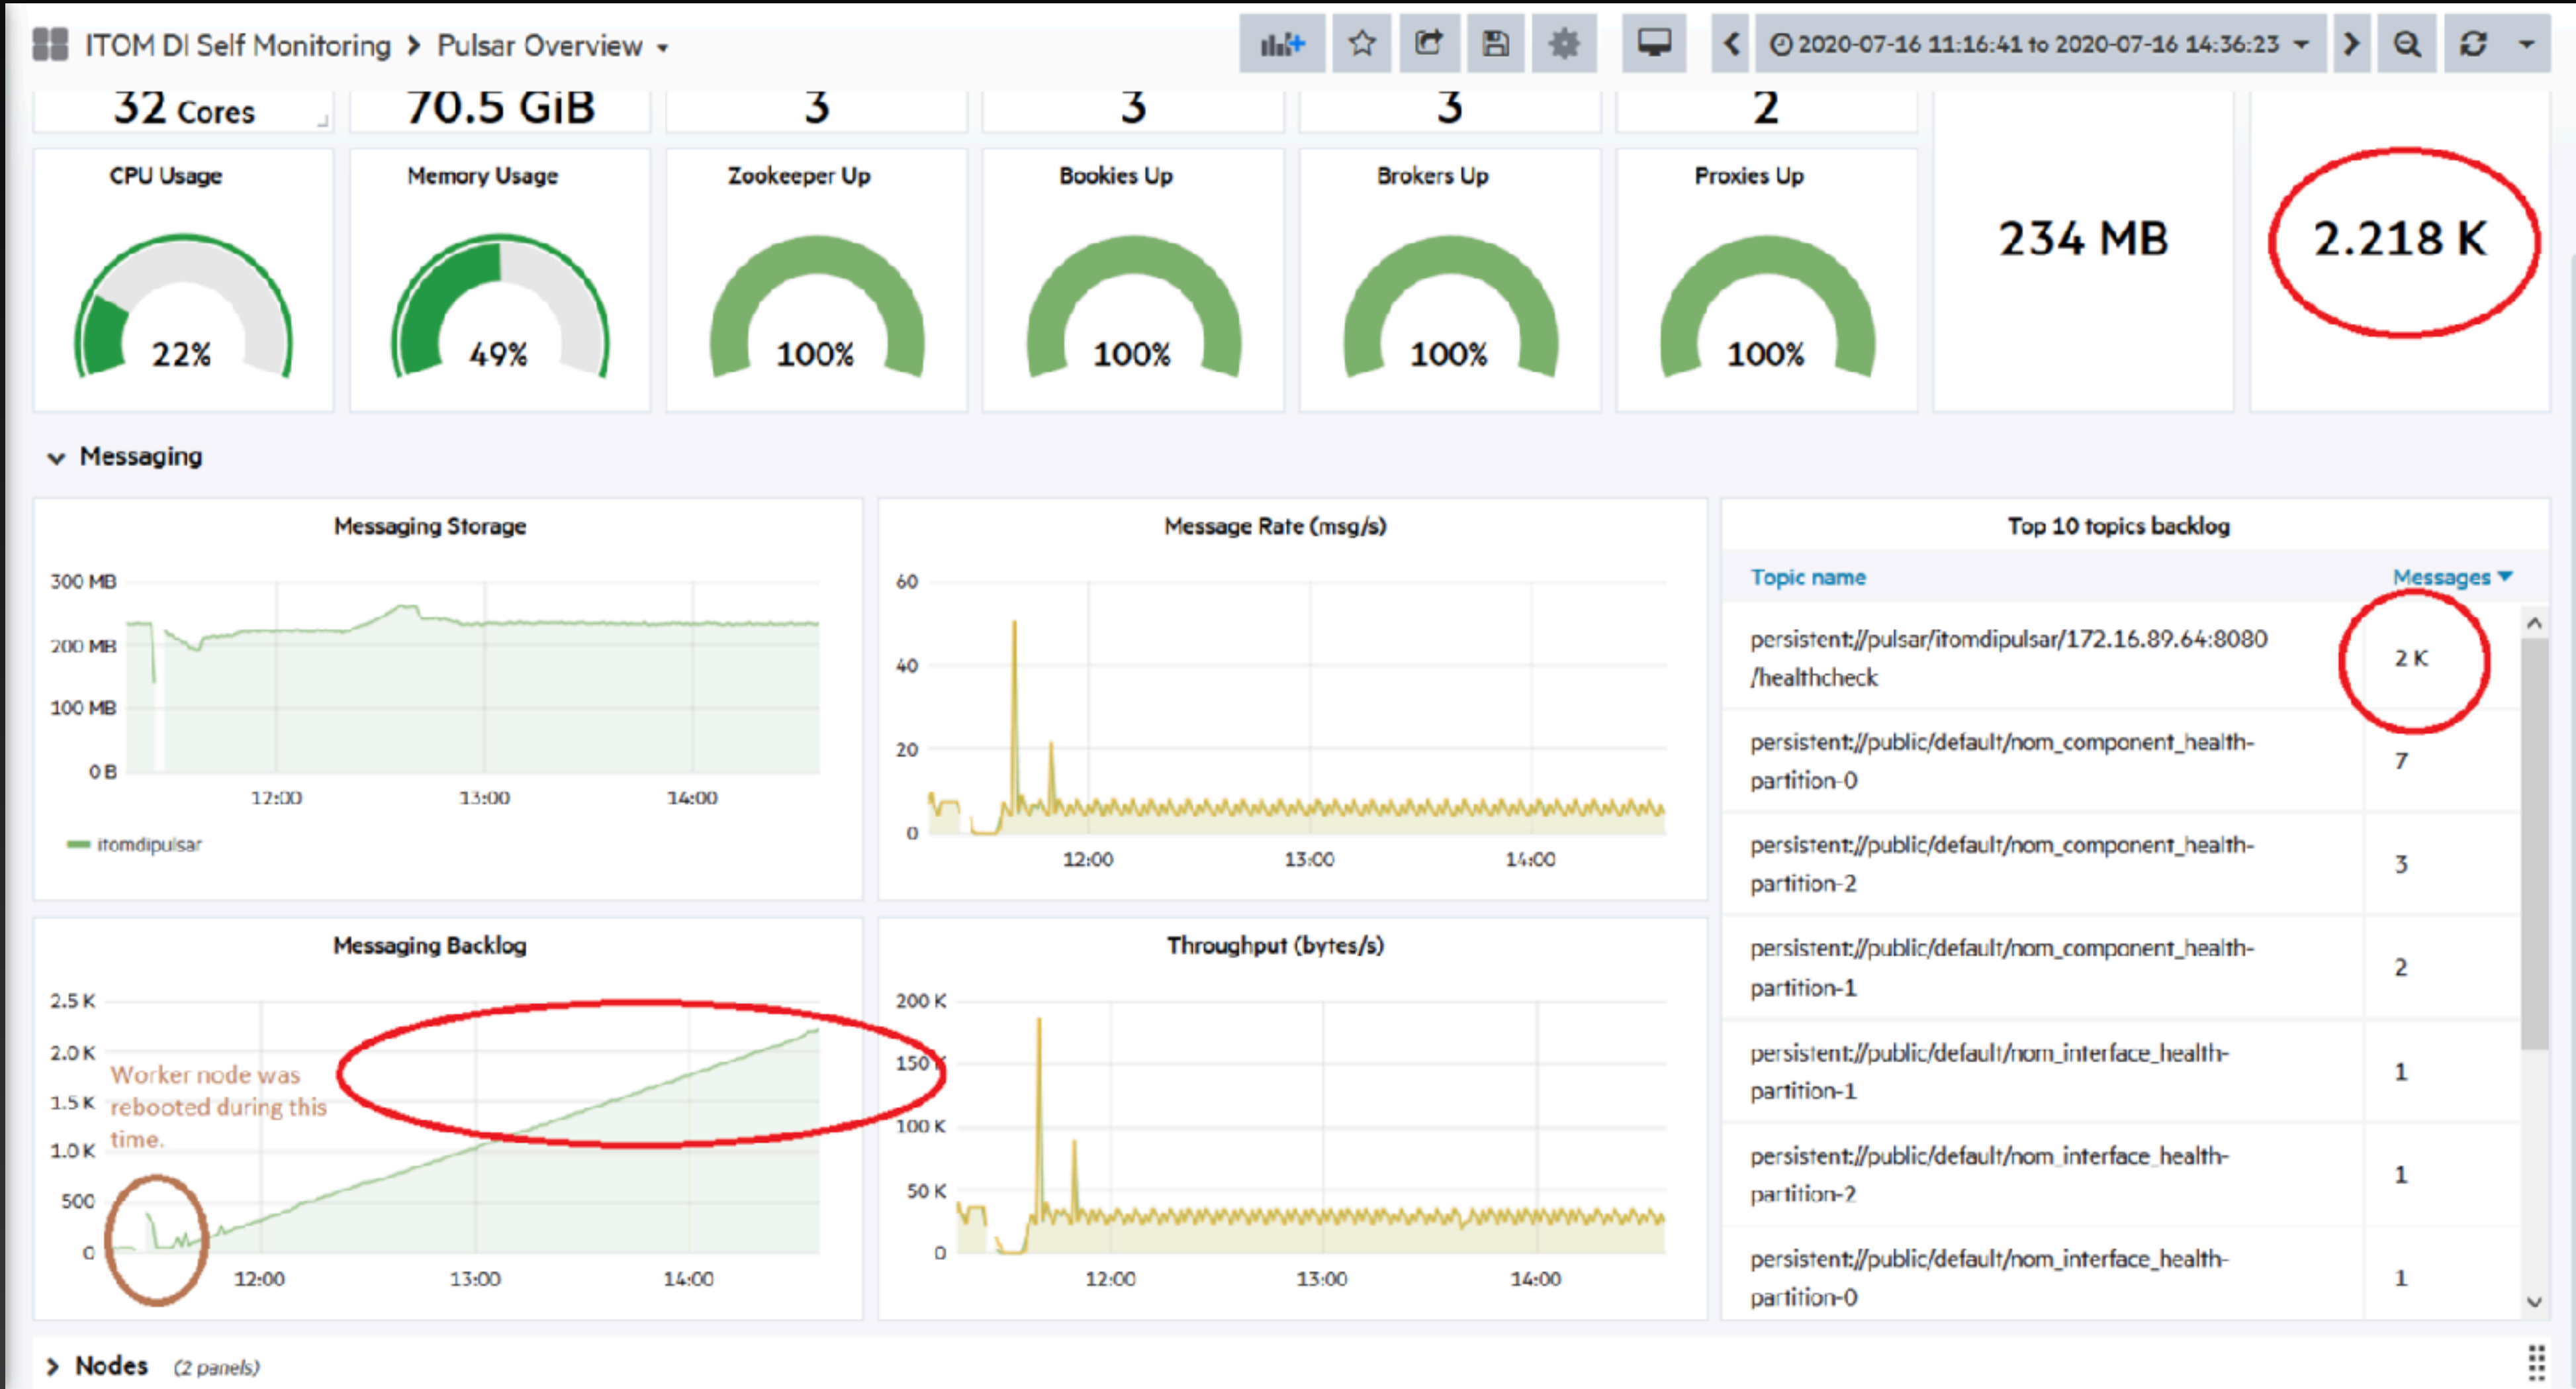 ITOM DI Self Monitoring > Pulsar Overview
2020-07-16 11:16:41 to 2020-07-16 14:36:23
32 Cores
70.5 GiB
3
3
3
2
CPU Usage
Memory Usage
Zookeeper Up
Bookies Up
Brokers Up
Proxies Up
22%
49%
100%
100%
100%
100%
234 MB
2.218 K
Messaging
Messaging Storage
300 MB
200 MB
100 MB
0 B
12:00 13:00 14:00
itomdipulsar
Message Rate (msg/s)
60
40
20
0
12:00 13:00 14:00
Top 10 topics backlog
Topic name Messages
persistent://pulsar/itomdipulsar/172.16.89.64:8080
/healthcheck
2 K
persistent://public/default/nom_component_health-
partition-0
7
persistent://public/default/nom_component_health-
partition-2
3
persistent://public/default/nom_component_health-
partition-1
2
persistent://public/default/nom_interface_health-
partition-1
1
persistent://public/default/nom_interface_health-
partition-2
1
persistent://public/default/nom_interface_health-
partition-0
1
Messaging Backlog
2.5 K
2.0 K
1.5 K
1.0 K
500
0
Worker node was
rebooted during this
time.
12:00 13:00 14:00
Throughput (bytes/s)
200 K
150 K
100 K
50 K
0
12:00 13:00 14:00
Nodes (2 panels)